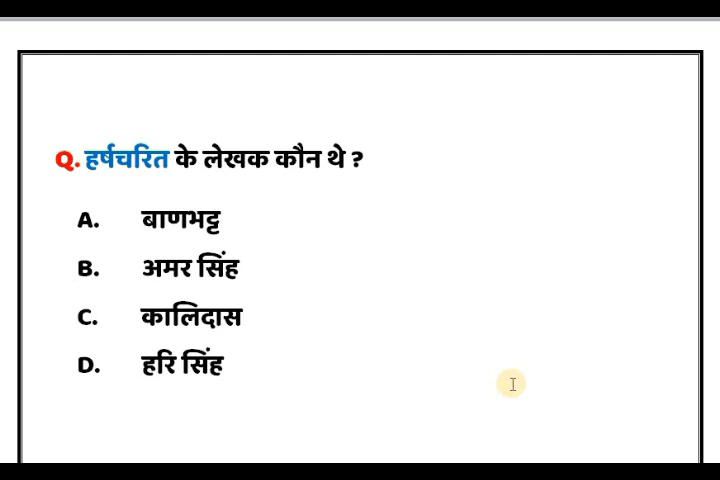 Q. हर्षचरित के लेखक कौन थे ?
A. बाणभट्ट
B. अमर सिंह
C. कालिदास
D. हरि सिंह